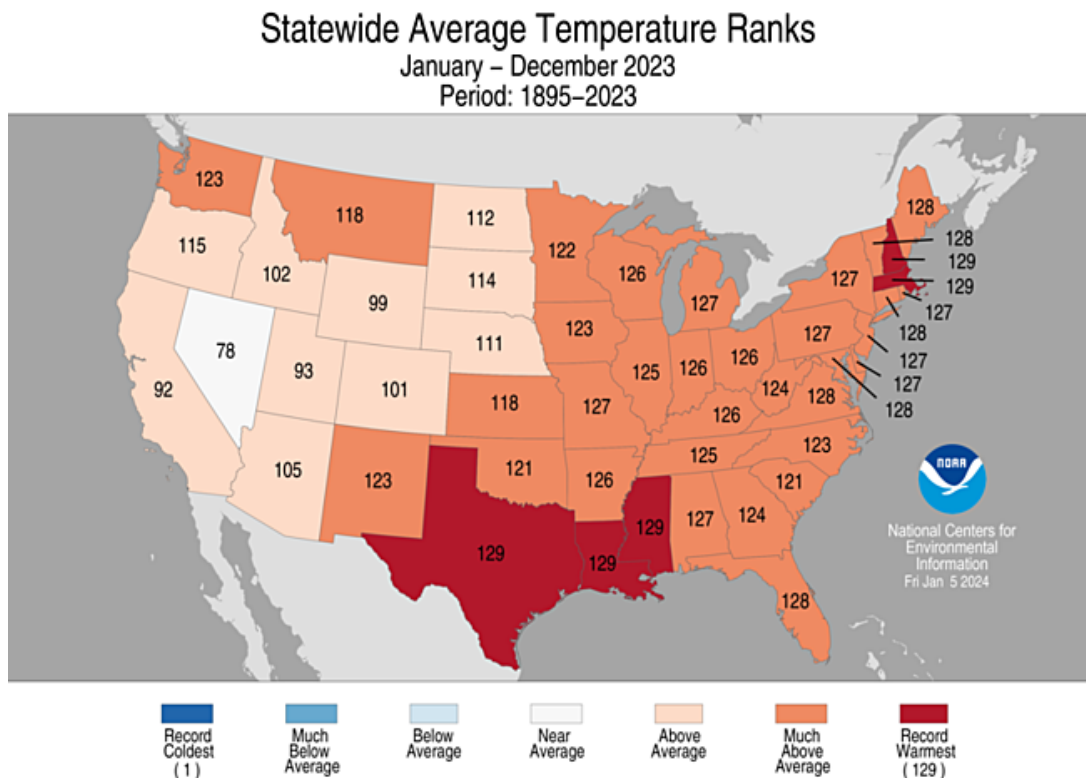 Statewide Average Temperature Ranks
January – December 2023
Period: 1895–2023
123
118
112
122
128
115
102
114
126
127
127
128
129
129
99
123
127
78
93
111
125
126
126
127
128
127
127
128
92
101
118
127
124
128
126
105
123
121
126
125
123
121
129
129
129
127
124
128
NOAA
National Centers for
Environmental
Information
Fri Jan 5 2024
Record
Coldest
(1)
Much
Below
Average
Below
Average
Near
Average
Above
Average
Much
Above
Average
Record
Warmest
(129)